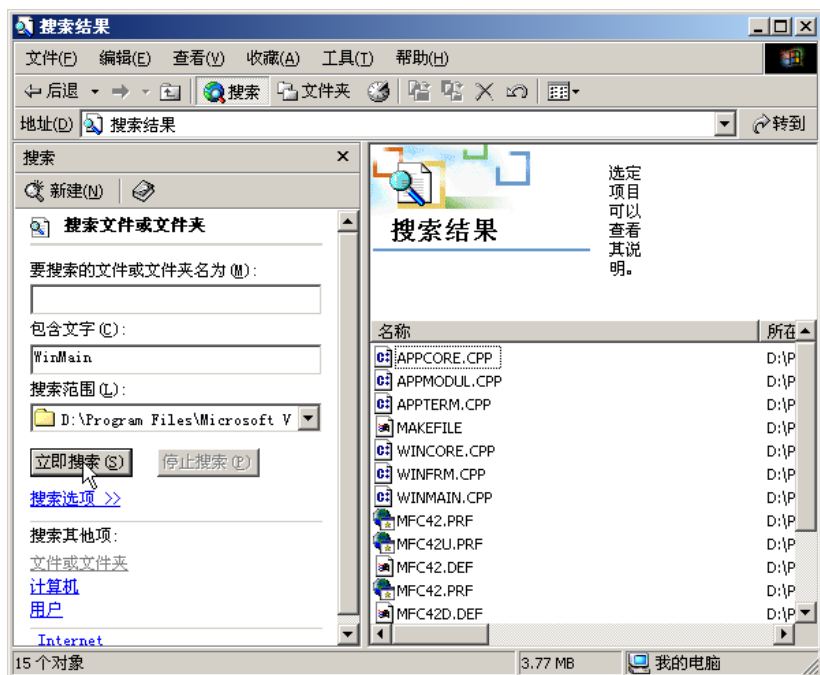 搜索结果
文件(F) 编辑(E) 查看(V) 收藏(A) 工具(T) 帮助(H)
后退 搜索 文件夹
地址(D) 搜索结果 转到
搜索
新建(N)
搜索文件或文件夹
要搜索的文件或文件夹名为(M):
包含文字(C):
WinMain
搜索范围(L):
D:\Program Files\Microsoft V
立即搜索(S) 停止搜索(P)
搜索选项 >>
搜索其他项:
文件或文件夹
计算机
用户
Internet
搜索结果
选定
项目
可以
查看
其说
明。
名称 所在
APPCORE.CPP D:\P
APPMODUL.CPP D:\P
APPTERM.CPP D:\P
MAKEFILE D:\P
WINCORE.CPP D:\P
WINFRM.CPP D:\P
WINMAIN.CPP D:\P
MFC42.PRF D:\P
MFC42U.PRF D:\P
MFC42.DEF D:\P
MFC42.PRF D:\P
MFC42D.DEF D:\P
15 个对象 3.77 MB 我的电脑